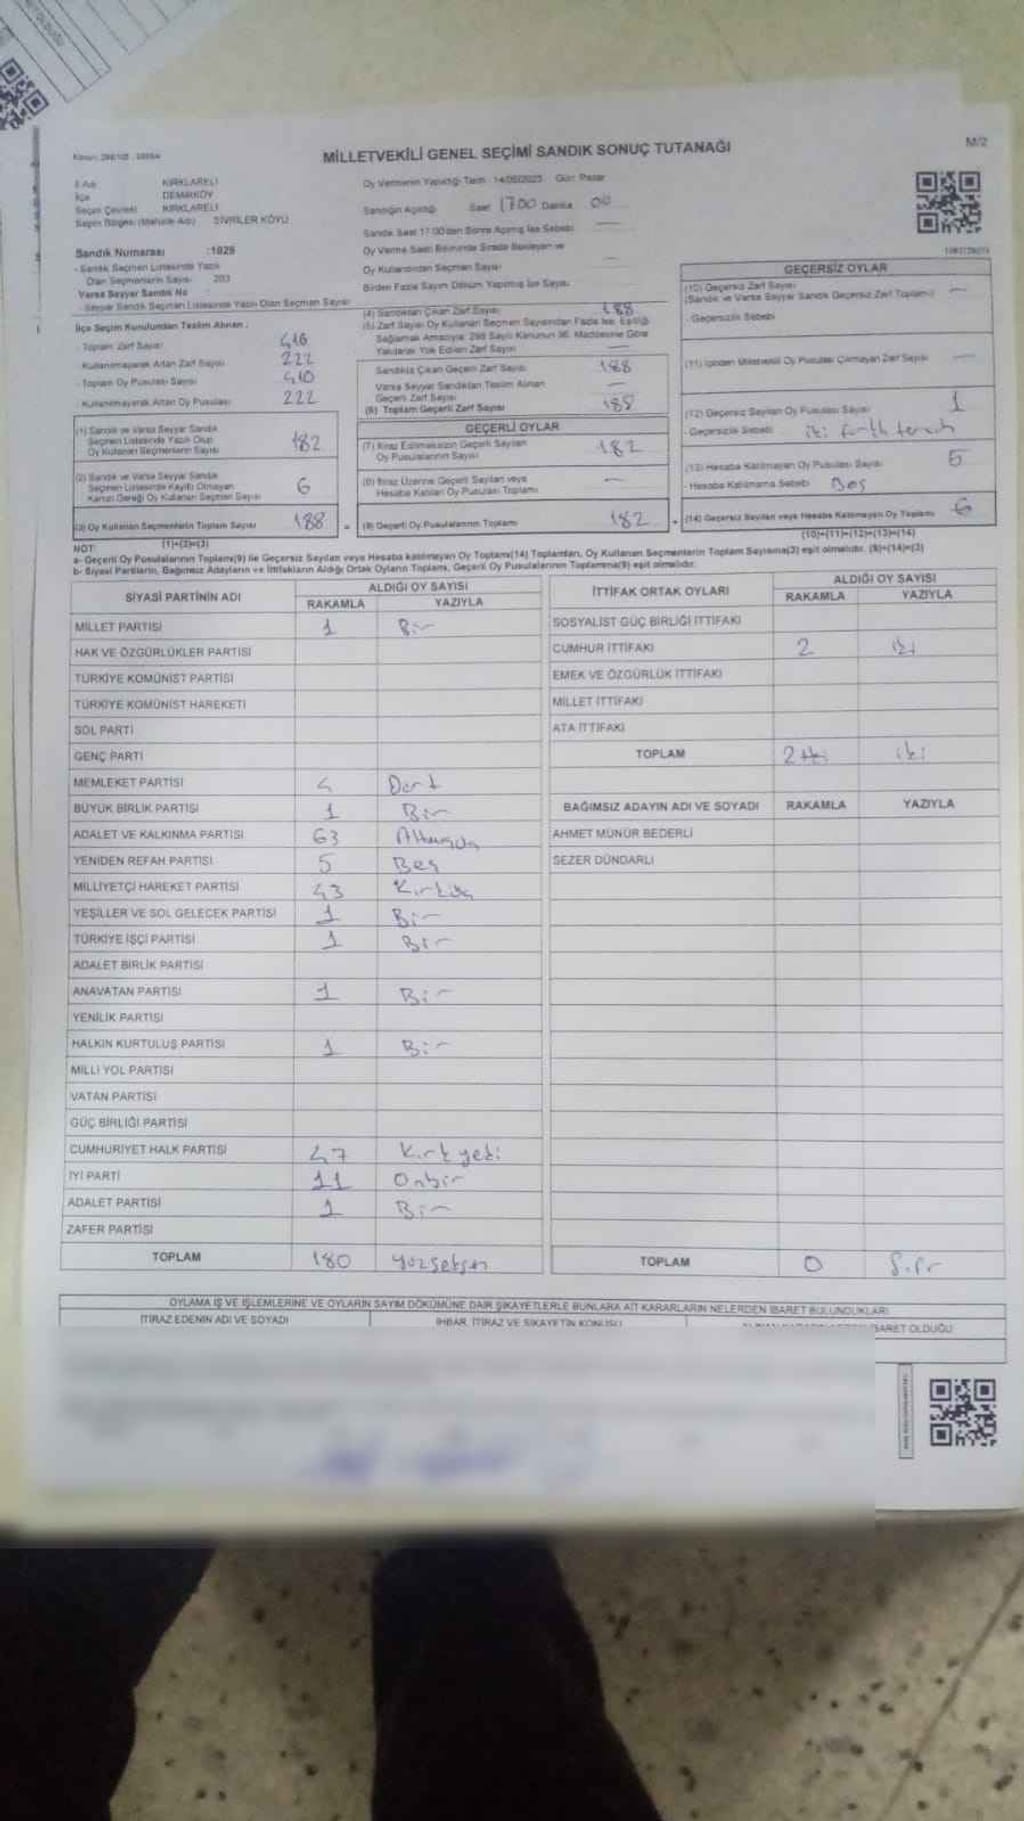 M/2
MİLLETVEKİLİ GENEL SEÇİMİ SANDIK SONUÇ TUTANAĞI
İl Adı KIRKLARELİ
İlçe DEMİRKÖY
Seçim Çevresi KIRKLARELİ
Seçim Bölgesi (Mahalle Adı) SİVRİLER KÖYÜ
Oy Vermenin Yapıldığı Tarih : 14/05/2023 Gün: Pazar
Sandığın Açıldığı Saat 1700 Dakika 00
Sandık Saat 17:00'den Sonra Açılmış İse Sebebi
Oy Verme Saati Bitiminde Sırada Bekleyen ve
Oy Kullandırılan Seçmen Sayısı
Birden Fazla Sayım Döküm Yapılmış İse Sayısı
Sandık Numarası :1029
- Sandık Seçmen Listesinde Yazılı
Olan Seçmenlerin Sayısı 203
Varsa Seyyar Sandık No
- Seyyar Sandık Seçmen Listesinde Yazılı Olan Seçmen Sayısı
İlçe Seçim Kurulundan Teslim Alınan ;
- Toplam Zarf Sayısı
- Kullanılmayarak Artan Zarf Sayısı 222
- Toplam Oy Pusulası Sayısı
- Kullanılmayarak Artan Oy Pusulası 222
(1) Sandık ve Varsa Seyyar Sandık
Seçmen Listesinde Yazılı Olup
Oy Kullanan Seçmenlerin Sayısı 182
(2) Sandık ve Varsa Seyyar Sandık
Seçmen Listesinde Kayıtlı Olmayan
Kanun Gereği Oy Kullanan Seçmen Sayısı 6
(3) Oy Kullanan Seçmenlerin Toplam Sayısı 188
(1)+(2)=(3)
(4) Sandıktan Çıkan Zarf Sayısı 188
(5) Zarf Sayısı Oy Kullanan Seçmen Sayısından Fazla İse, Eşitliği
Sağlamak Amacıyla; 298 Sayılı Kanunun 98. Maddesine Göre
Yakılarak Yok Edilen Zarf Sayısı
Sandıkta Çıkan Geçerli Zarf Sayısı 188
Varsa Seyyar Sandıktan Teslim Alınan
Geçerli Zarf Sayısı
(6) Toplam Geçerli Zarf Sayısı 188
GEÇERLİ OYLAR
(7) İtiraz Edilmeksizin Geçerli Sayılan
Oy Pusulalarının Sayısı 182
(8) İtiraz Üzerine Geçerli Sayılan veya
Hesaba Katılan Oy Pusulası Toplamı
(9) Geçerli Oy Pusulalarının Toplamı 182
GEÇERSİZ OYLAR
(10) Geçersiz Zarf Sayısı
(Sandık ve Varsa Seyyar Sandık Geçersiz Zarf Toplamı)
- Geçersizlik Sebebi
(11) İçinden Milletvekili Oy Pusulası Çıkmayan Zarf Sayısı
(12) Geçersiz Sayılan Oy Pusulası Sayısı 1
- Geçersizlik Sebebi iki farklı tercih
(13) Hesaba Katılmayan Oy Pusulası Sayısı 5
- Hesaba Katılmama Sebebi Boş
(14) Geçersiz Sayılan veya Hesaba Katılmayan Oy Toplamı 6
(10)+(11)+(12)+(13)=(14)
NOT:
a- Geçerli Oy Pusulalarının Toplamı(9) ile Geçersiz Sayılan veya Hesaba katılmayan Oy Toplamı(14) Toplamları, Oy Kullanan Seçmenlerin Toplam Sayısına(3) eşit olmalıdır. (9)+(14)=(3)
b- Siyasi Partilerin, Bağımsız Adayların ve İttifakların Aldığı Ortak Oyların Toplamı, Geçerli Oy Pusulalarının Toplamına(9) eşit olmalıdır.
SİYASİ PARTİNİN ADI ALDIĞI OY SAYISI
RAKAMLA YAZIYLA
MİLLET PARTİSİ 1 Bir
HAK VE ÖZGÜRLÜKLER PARTİSİ
TÜRKİYE KOMÜNİST PARTİSİ
TÜRKİYE KOMÜNİST HAREKETİ
SOL PARTİ
GENÇ PARTİ
MEMLEKET PARTİSİ 4 Dört
BÜYÜK BİRLİK PARTİSİ 1 Bir
ADALET VE KALKINMA PARTİSİ 63 Altmışüç
YENİDEN REFAH PARTİSİ 5 Beş
MİLLİYETÇİ HAREKET PARTİSİ 43 Kırküç
YEŞİLLER VE SOL GELECEK PARTİSİ 1 Bir
TÜRKİYE İŞÇİ PARTİSİ 1 Bir
ADALET BİRLİK PARTİSİ
ANAVATAN PARTİSİ 1 Bir
YENİLİK PARTİSİ
HALKIN KURTULUŞ PARTİSİ 1 Bir
MİLLİ YOL PARTİSİ
VATAN PARTİSİ
GÜÇ BİRLİĞİ PARTİSİ
CUMHURİYET HALK PARTİSİ 47 Kırkyedi
İYİ PARTİ 11 Onbir
ADALET PARTİSİ 1 Bir
ZAFER PARTİSİ
TOPLAM 180 Yüzseksen
İTTİFAK ORTAK OYLARI ALDIĞI OY SAYISI
RAKAMLA YAZIYLA
SOSYALİST GÜÇ BİRLİĞİ İTTİFAKI
CUMHUR İTTİFAKI 2 iki
EMEK VE ÖZGÜRLÜK İTTİFAKI
MİLLET İTTİFAKI
ATA İTTİFAKI
TOPLAM 2 iki
BAĞIMSIZ ADAYIN ADI VE SOYADI RAKAMLA YAZIYLA
AHMET MÜNÜR BEDERLİ
SEZER DÜNDARLI
TOPLAM 0 Sıfır
OYLAMA İŞ VE İŞLEMLERİNE VE OYLARIN SAYIM DÖKÜMÜNE DAİR ŞİKAYETLERLE BUNLARA AİT KARARLARIN NELERDEN İBARET BULUNDUKLARI
İTİRAZ EDENİN ADI VE SOYADI İHBAR, İTİRAZ VE ŞİKAYETİN KONUSU İBARET OLDUĞU